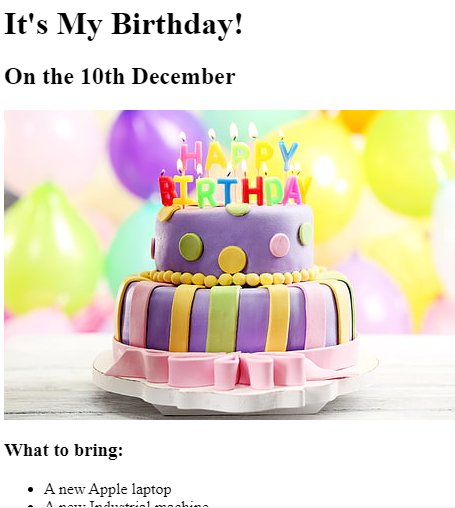 It's My Birthday!
On the 10th December
HAPPY
BIRTHDAY
What to bring:
A new Apple laptop
A new Industrial machine